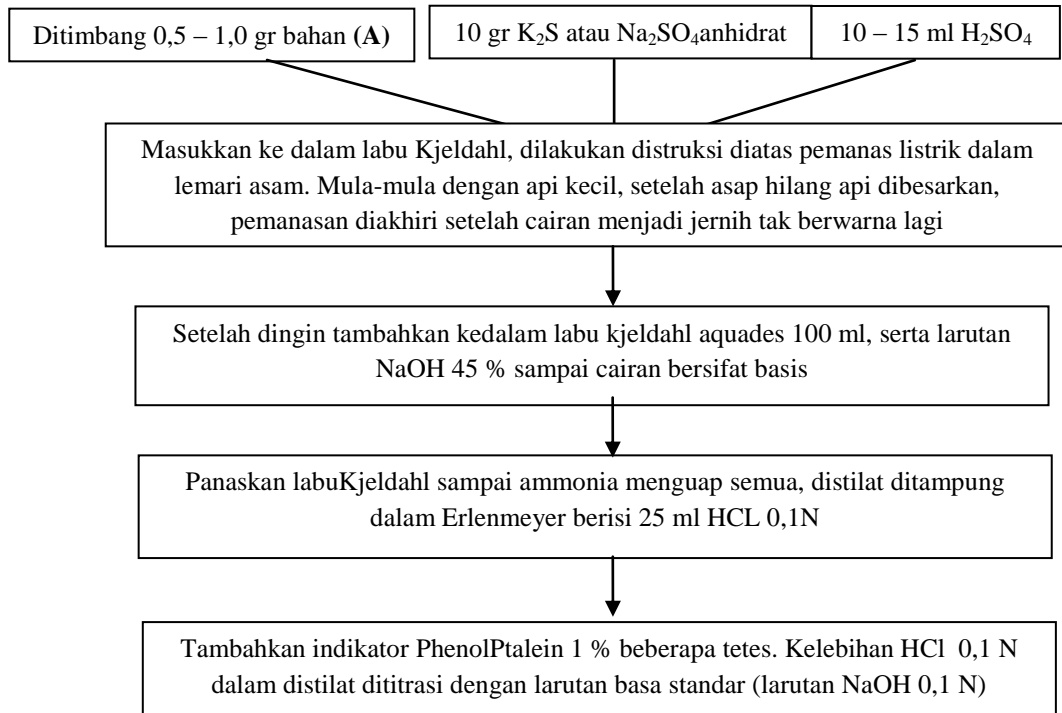 Ditimbang 0,5 – 1,0 gr bahan (A)
10 gr K₂S atau Na₂SO₄anhidrat
10 – 15 ml H₂SO₄
Masukkan ke dalam labu Kjeldahl, dilakukan distruksi diatas pemanas listrik dalam
lemari asam. Mula-mula dengan api kecil, setelah asap hilang api dibesarkan,
pemanasan diakhiri setelah cairan menjadi jernih tak berwarna lagi
Setelah dingin tambahkan kedalam labu kjeldahl aquades 100 ml, serta larutan
NaOH 45 % sampai cairan bersifat basis
Panaskan labuKjeldahl sampai ammonia menguap semua, distilat ditampung
dalam Erlenmeyer berisi 25 ml HCL 0,1N
Tambahkan indikator PhenolPtalein 1 % beberapa tetes. Kelebihan HCl 0,1 N
dalam distilat dititrasi dengan larutan basa standar (larutan NaOH 0,1 N)